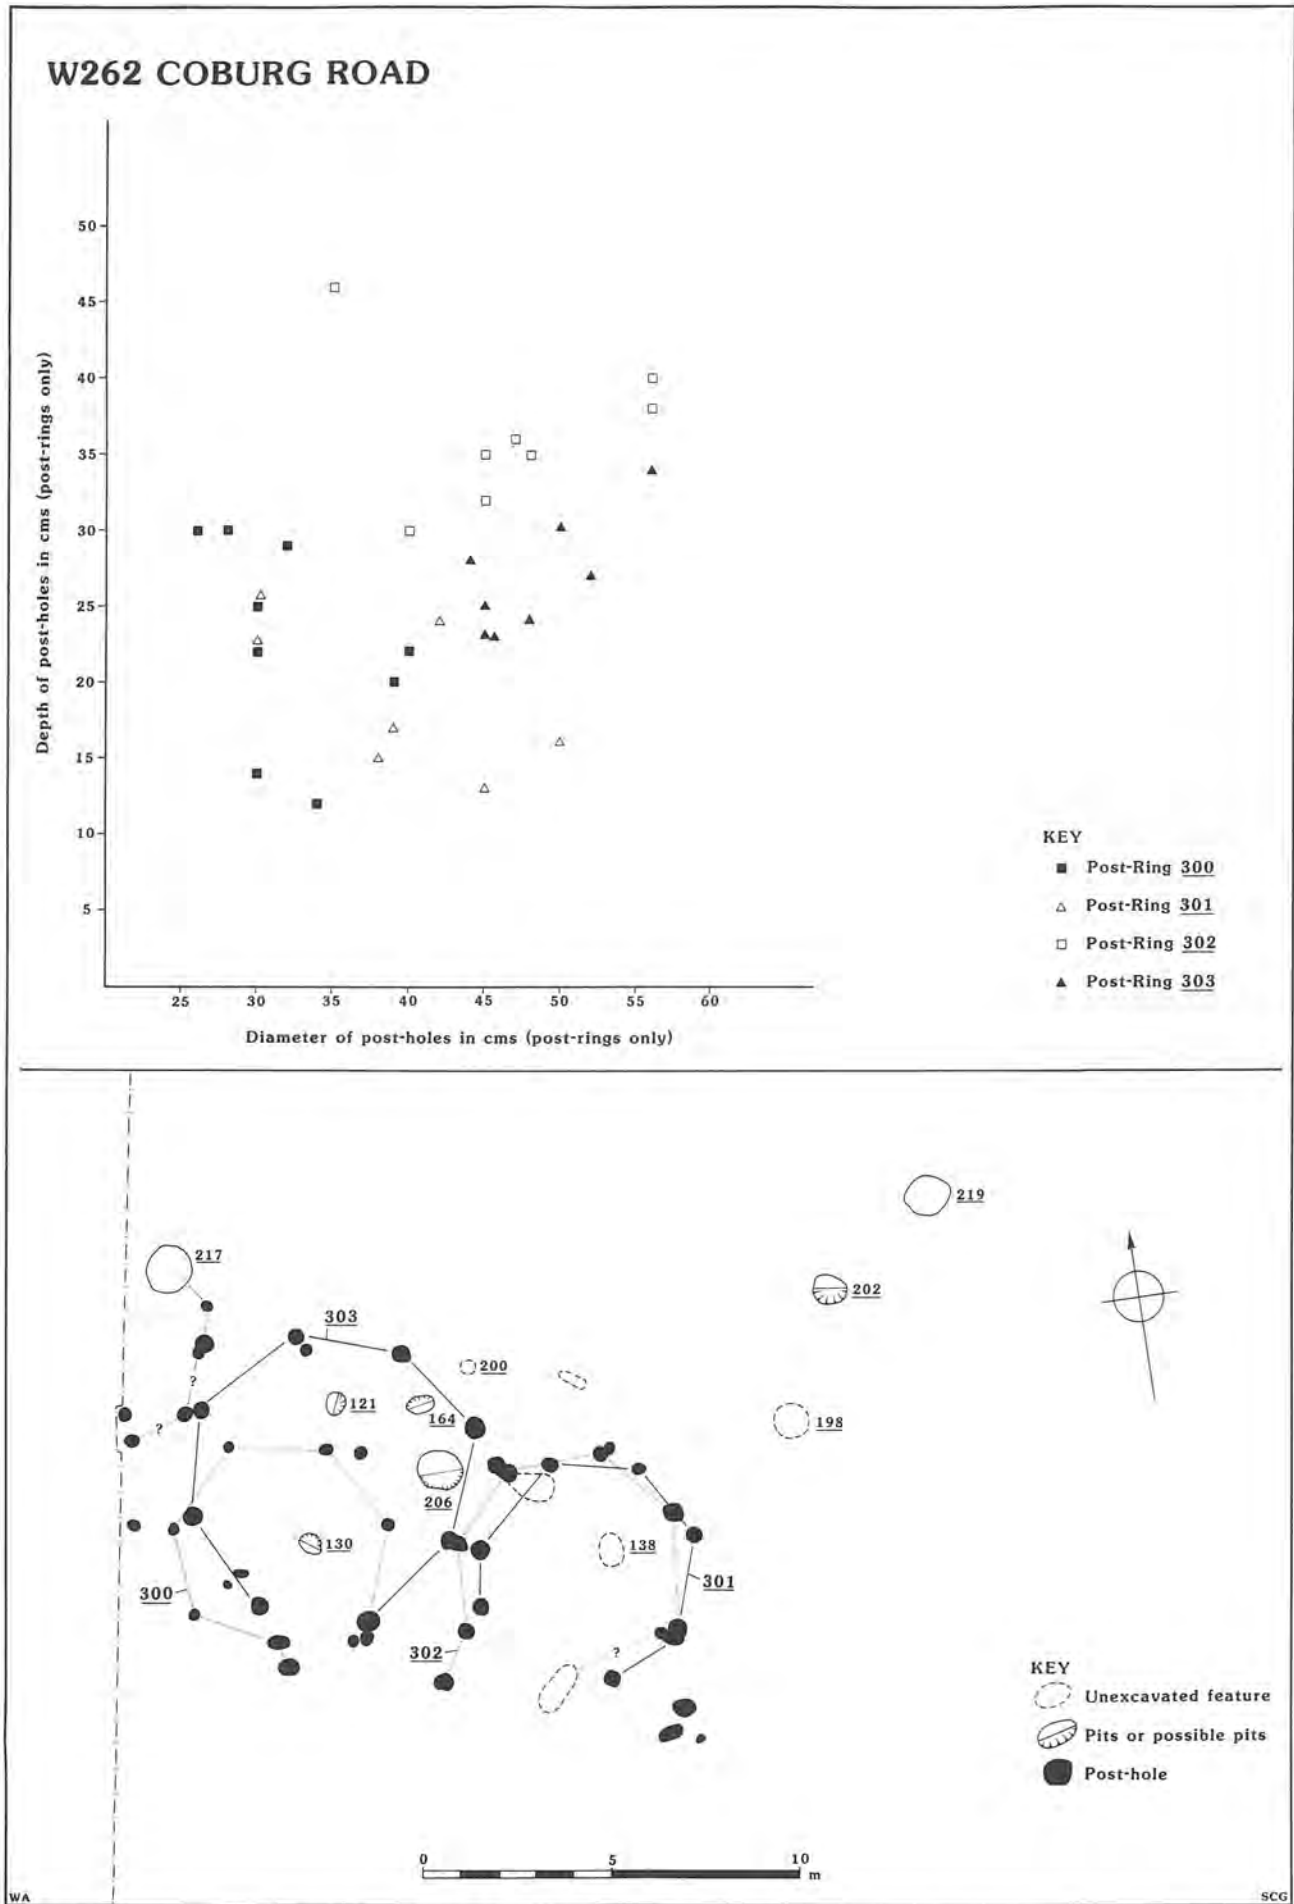 W262 COBURG ROAD
50
45
40
35
30
25
20
15
10
5
Depth of post-holes in cms (post-rings only)
25 30 35 40 45 50 55 60
Diameter of post-holes in cms (post-rings only)
KEY
Post-Ring 300
Post-Ring 301
Post-Ring 302
Post-Ring 303
219
217
202
303
200
?
121
164
198
?
206
130
138
300
301
302
?
KEY
Unexcavated feature
Pits or possible pits
Post-hole
0 5 10
m
WA
SCG